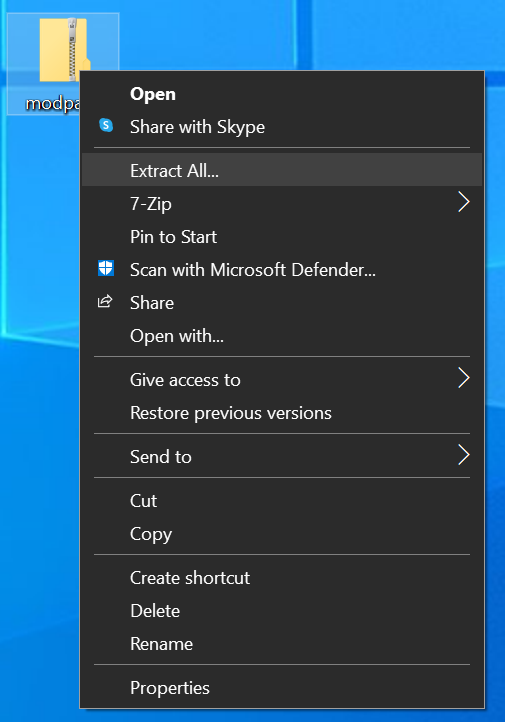 Open
Share with Skype
Extract All...
7-Zip
Pin to Start
Scan with Microsoft Defender...
Share
Open with...
Give access to
Restore previous versions
Send to
Cut
Copy
Create shortcut
Delete
Rename
Properties